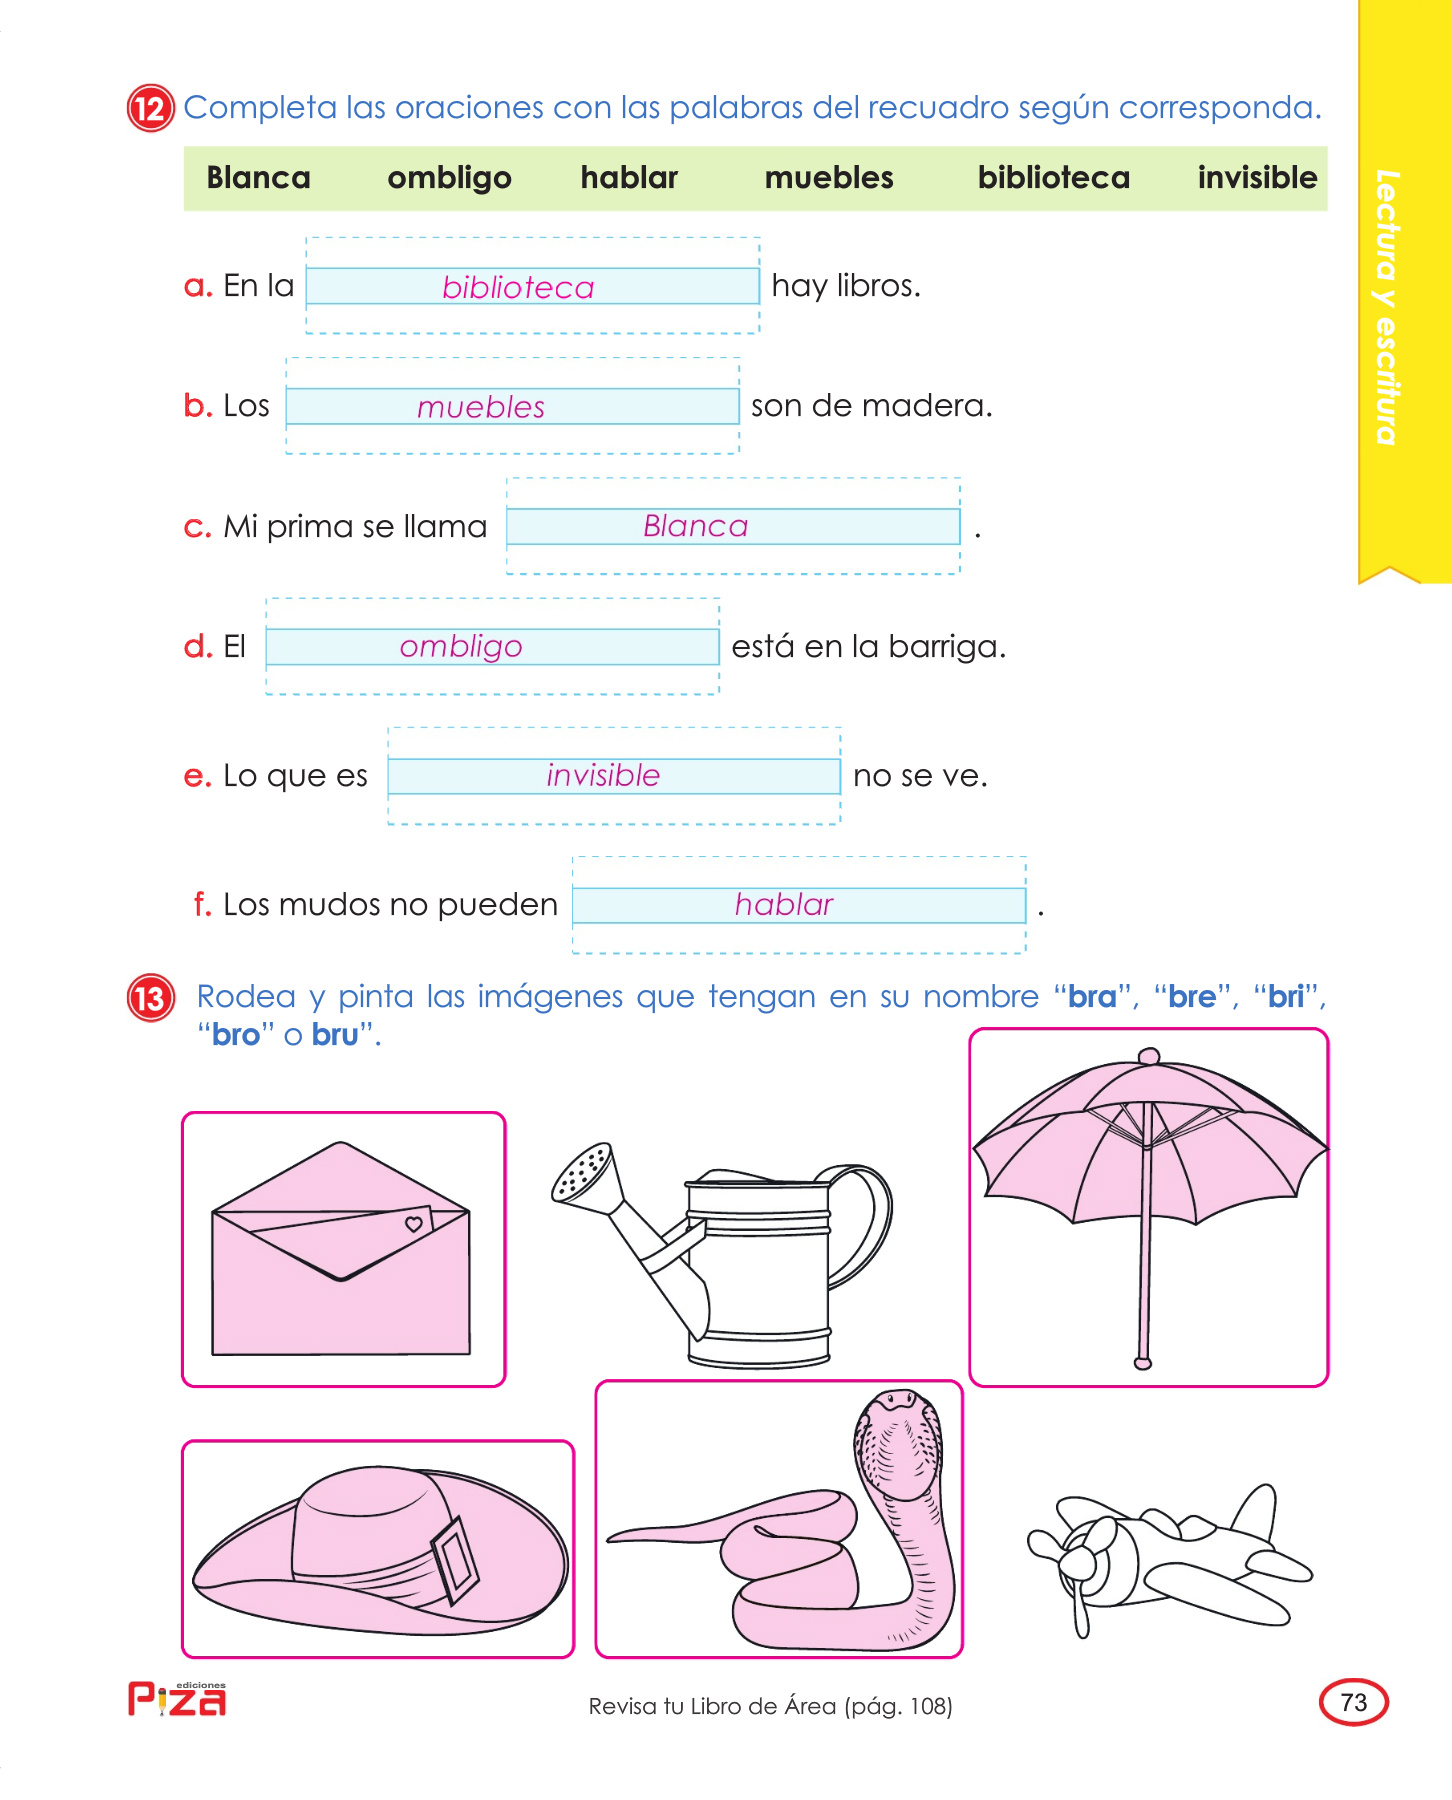 12 Completa las oraciones con las palabras del recuadro según corresponda.
Blanca ombligo hablar muebles biblioteca invisible
a. En la biblioteca hay libros.
b. Los muebles son de madera.
c. Mi prima se llama Blanca .
d. El ombligo está en la barriga.
e. Lo que es invisible no se ve.
f. Los mudos no pueden hablar .
13 Rodea y pinta las imágenes que tengan en su nombre “bra”, “bre”, “bri”,
“bro” o bru”.
Lectura y escritura
ediciones
PIZA
Revisa tu Libro de Área (pág. 108)
73